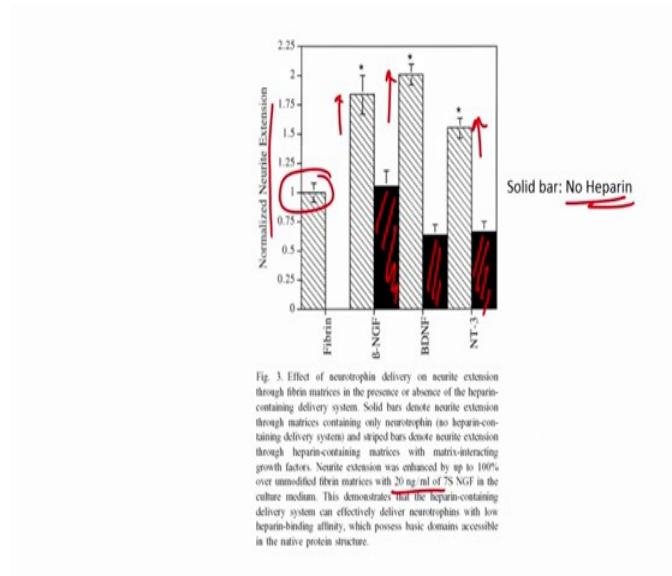 2.25
2
1.75
1.5
1.25
1
0.75
0.5
0.25
0
Normalized Neurite Extension
*
*
*
Fibrin
B-NGF
BDNF
NT-3
Solid bar: No Heparin
Fig. 3. Effect of neurotrophin delivery on neurite extension
through fibrin matrices in the presence or absence of the heparin-
containing delivery system. Solid bars denote neurite extension
through matrices containing only neurotrophin (no heparin-con-
taining delivery system) and striped bars denote neurite extension
through heparin-containing matrices with matrix-interacting
growth factors. Neurite extension was enhanced by up to 100%
over unmodified fibrin matrices with 20 ng/ml of 7S NGF in the
culture medium. This demonstrates that the heparin-containing
delivery system can effectively deliver neurotrophins with low
heparin-binding affinity, which possess basic domains accessible
in the native protein structure.